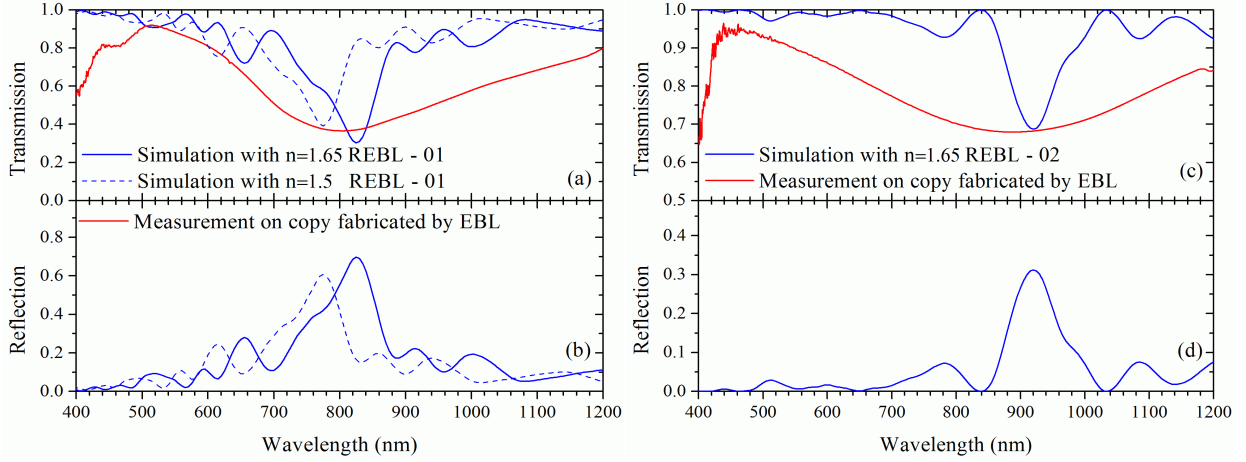 1.0
0.8
0.6
0.4
0.2
0.0
Transmission
Simulation with n=1.65 REBL - 01
Simulation with n=1.5 REBL - 01
(a)
0.8
0.6
0.4
0.2
0.0
Reflection
Measurement on copy fabricated by EBL
(b)
400 500 600 700 800 900 1000 1100 1200
Wavelength (nm)
1.0
0.9
0.8
0.7
0.6
0.5
Transmission
Simulation with n=1.65 REBL - 02
Measurement on copy fabricated by EBL
(c)
0.4
0.3
0.2
0.1
0.0
Reflection
(d)
400 500 600 700 800 900 1000 1100 1200
Wavelength (nm)